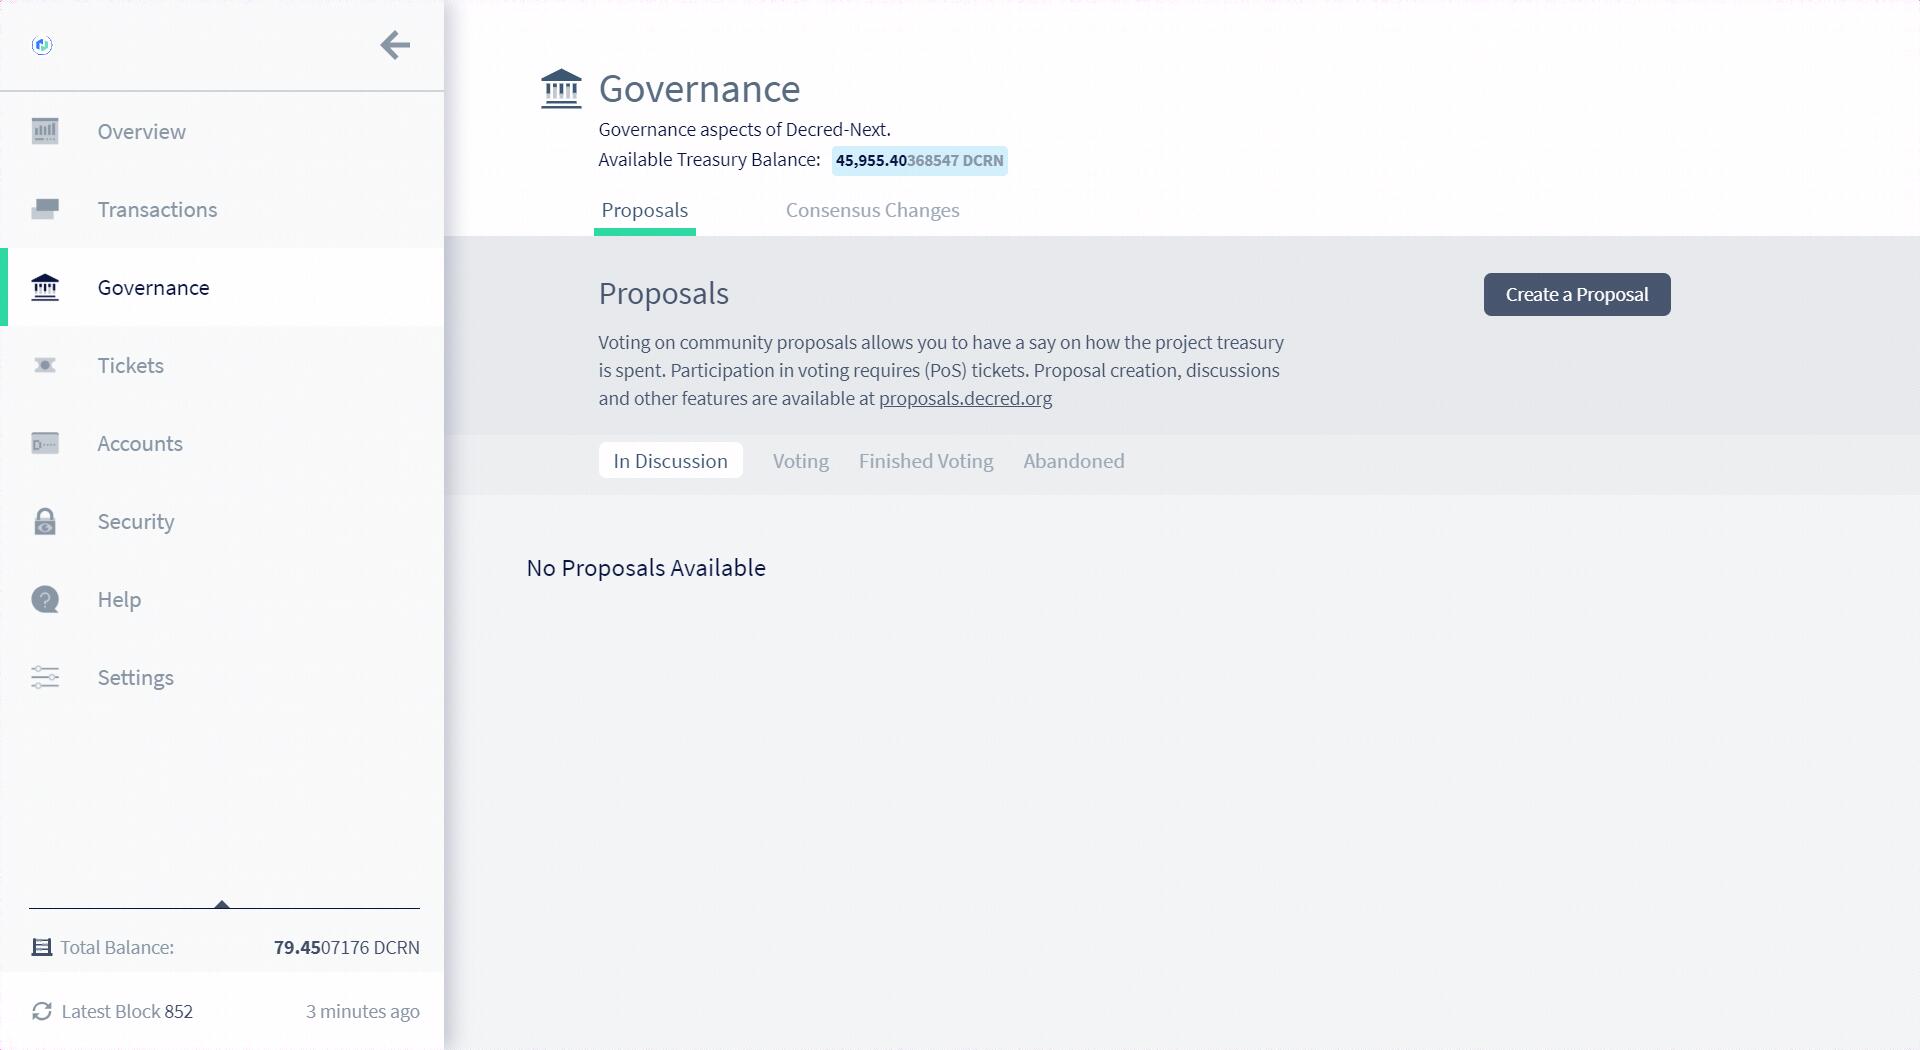 Overview
Transactions
Governance
Tickets
Accounts
Security
Help
Settings
Total Balance: 79.4507176 DCRN
Latest Block 852 3 minutes ago
Governance
Governance aspects of Decred-Next.
Available Treasury Balance: 45,955.40368547 DCRN
Proposals Consensus Changes
Proposals
Create a Proposal
Voting on community proposals allows you to have a say on how the project treasury
is spent. Participation in voting requires (PoS) tickets. Proposal creation, discussions
and other features are available at proposals.decred.org
In Discussion Voting Finished Voting Abandoned
No Proposals Available